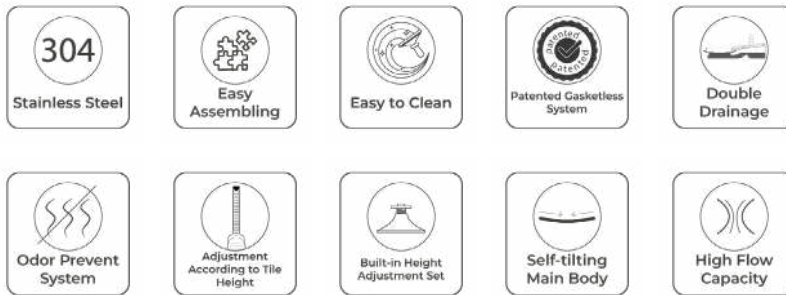 304
Stainless Steel
Easy
Assembling
Easy to Clean
patented
patented
Patented Gasketless
System
Double
Drainage
Odor Prevent
System
Adjustment
According to Tile
Height
Built-in Height
Adjustment Set
Self-tilting
Main Body
High Flow
Capacity